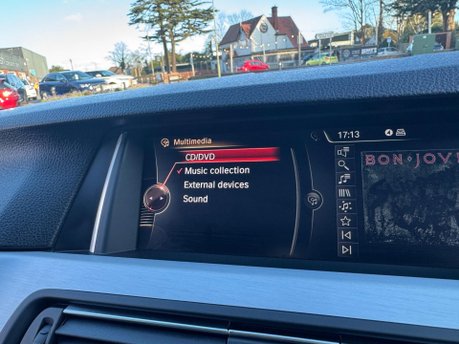 Multimedia
17:13
CD/DVD
Music collection
External devices
Sound
BON JOVI